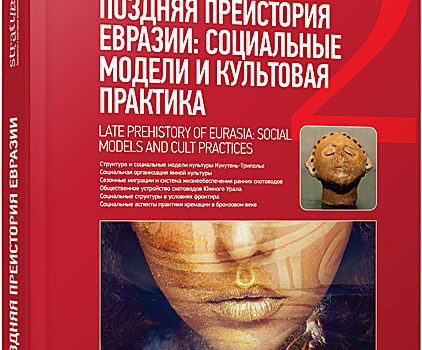 ПОЗДНЯЯ ПРЕИСТОРИЯ
ЕВРАЗИИ: СОЦИАЛЬНЫЕ
МОДЕЛИ И КУЛЬТОВАЯ
ПРАКТИКА
2
LATE PREHISTORY OF EURASIA: SOCIAL
MODELS AND CULT PRACTICES
Структура и социальные модели культуры Кукутень-Триполье
Социальная организация ямной культуры
Сезонные миграции и система жизнеобеспечения ранних скотоводов
Общественное устройство скотоводов Южного Урала
Социальные структуры в условиях фронтира
Социальные аспекты практики кремации в бронзовом веке
ПОЗДНЯЯ ПРЕИСТОРИЯ ЕВРАЗИИ